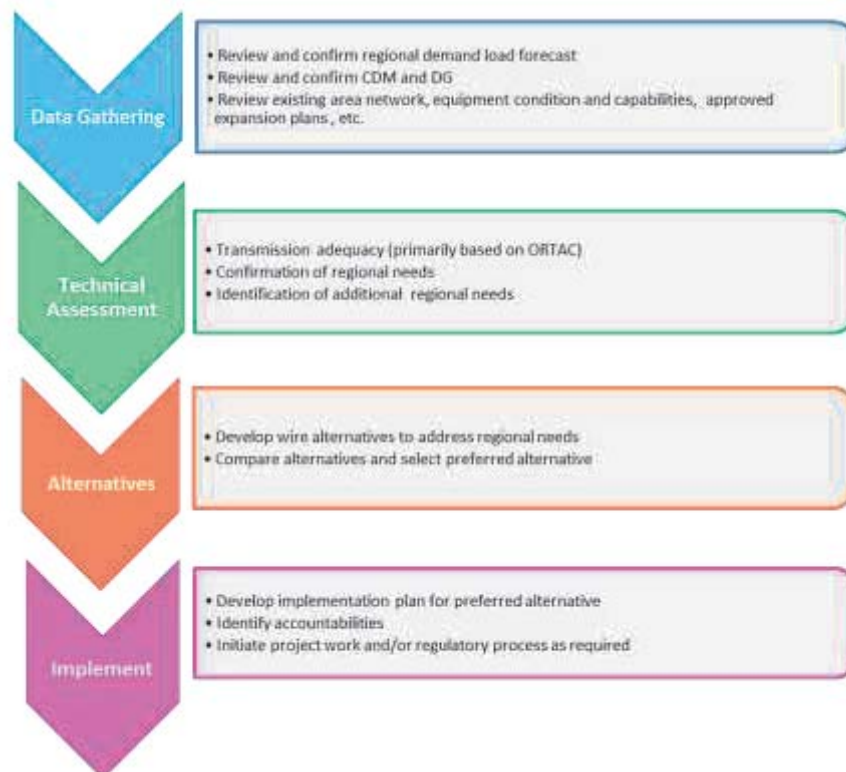 Data Gathering
• Review and confirm regional demand load forecast
• Review and confirm CDM and DG
• Review existing area network, equipment condition and capabilities, approved
expansion plans , etc.
Technical
Assessment
• Transmission adequacy (primarily based on ORTAC)
• Confirmation of regional needs
• Identification of additional regional needs
Alternatives
• Develop wire alternatives to address regional needs
• Compare alternatives and select preferred alternative
Implement
• Develop implementation plan for preferred alternative
• Identify accountabilities
• Initiate project work and/or regulatory process as required